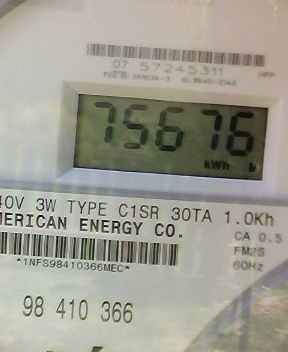 07 57245311
75676
kWh
40V 3W TYPE C1SR 30TA 1.0Kh
MERICAN ENERGY CO.
CA 0.5
FM2S
60Hz
*1NFS98410366MEC*
98 410 366